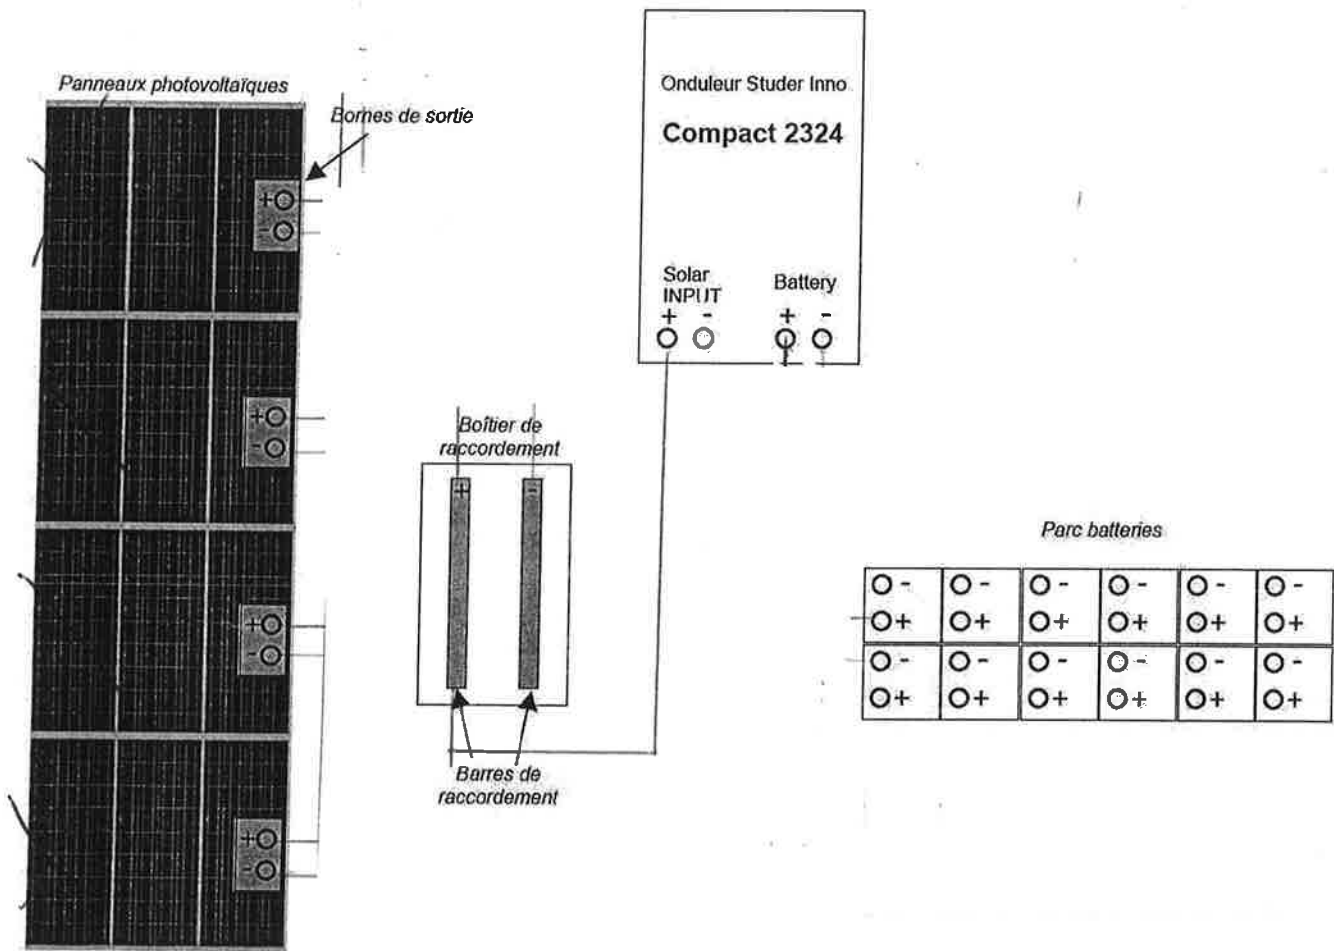 Panneaux photovoltaïques
Bornes de sortie
+
-
+
-
+
-
+
-
Onduleur Studer Inno
Compact 2324
Solar
INPUT
Battery
+ -
+ -
Boîtier de
raccordement
+ -
Barres de
raccordement
Parc batteries
- - - - - -
+ + + + + +
- - - - - -
+ + + + + +